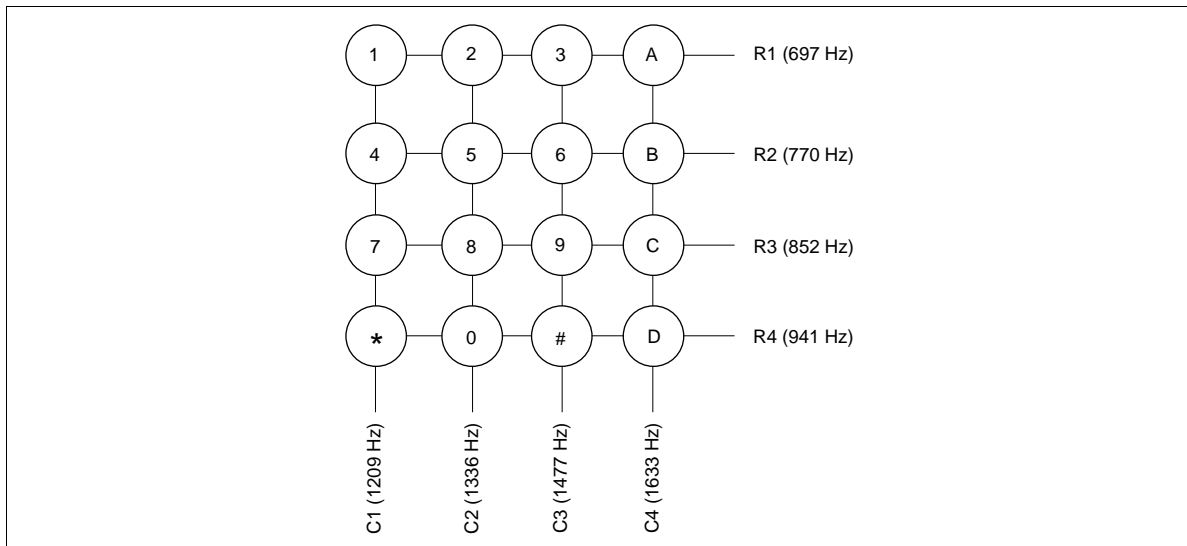 1 2 3 A R1 (697 Hz)
4 5 6 B R2 (770 Hz)
7 8 9 C R3 (852 Hz)
* 0 # D R4 (941 Hz)
C1 (1209 Hz)
C2 (1336 Hz)
C3 (1477 Hz)
C4 (1633 Hz)